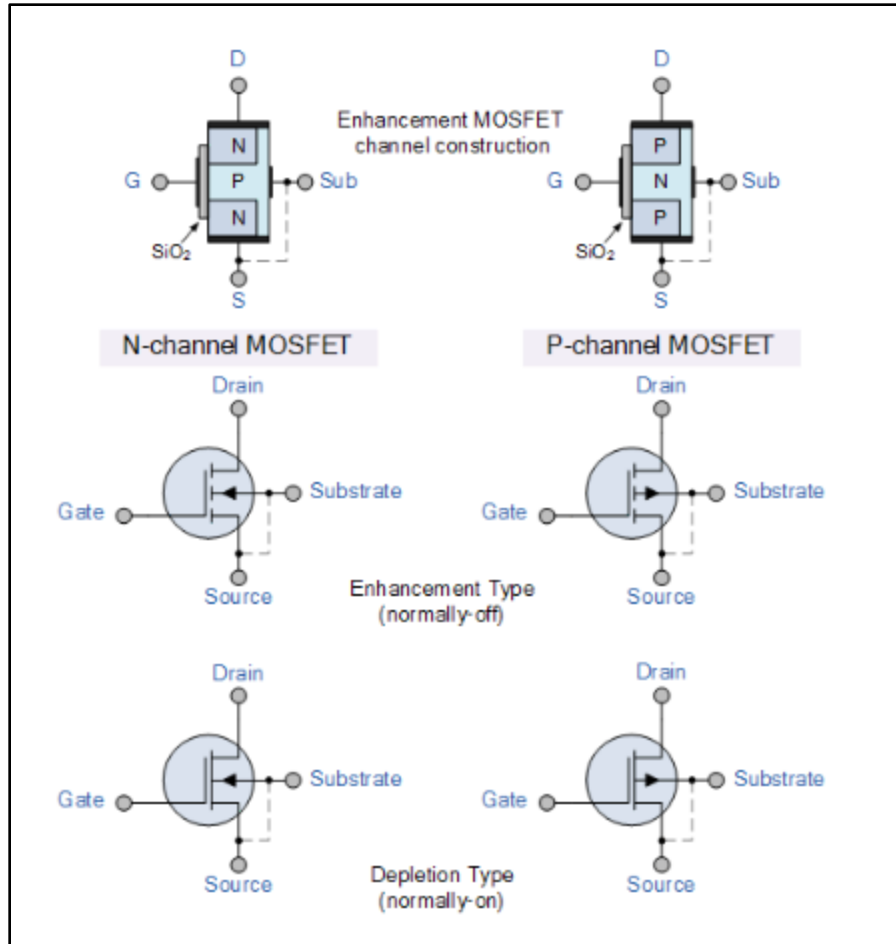 D
D
Enhancement MOSFET
channel construction
N
P
G
P
Sub
G
N
Sub
N
P
SiO₂
SiO₂
S
S
N-channel MOSFET
P-channel MOSFET
Drain
Drain
Substrate
Substrate
Gate
Gate
Source
Source
Enhancement Type
(normally-off)
Drain
Drain
Substrate
Substrate
Gate
Gate
Source
Source
Depletion Type
(normally-on)